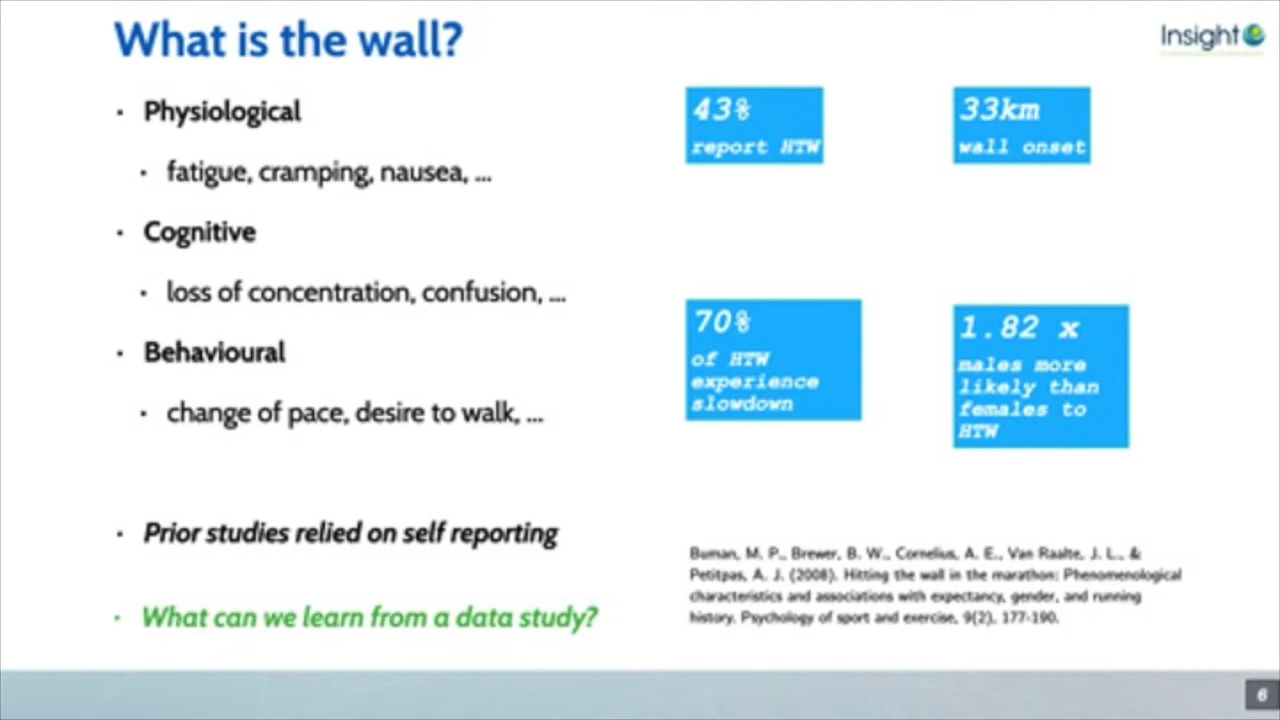 What is the wall?
Insight
· Physiological
· fatigue, cramping, nausea, ...
· Cognitive
· loss of concentration, confusion, ...
· Behavioural
· change of pace, desire to walk, ...
· Prior studies relied on self reporting
· What can we learn from a data study?
43%
report HTW
33km
wall onset
70%
of HTW
experience
slowdown
1.82 x
males more
likely than
females to
HTW
Buman, M. P., Brewer, B. W., Cornelius, A. E., Van Raalte, J. L., &
Petitpas, A. J. (2008). Hitting the wall in the marathon: Phenomenological
characteristics and associations with expectancy, gender, and running
history. Psychology of sport and exercise, 9(2), 177-190.
6